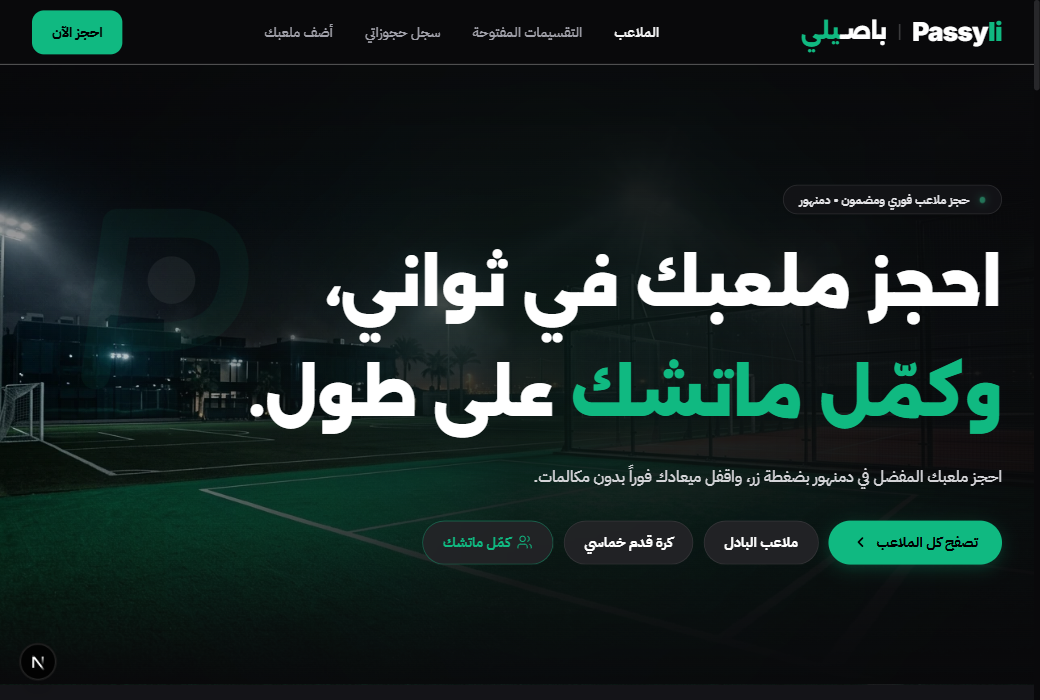 Passyli | باصيلي
الملاعب
التقسيمات المفتوحة
سجل حجوزاتي
أضف ملعبك
احجز الآن
حجز ملاعب فوري ومضمون • دمنهور
احجز ملعبك في ثواني،
وكمّل ماتشك على طول.
احجز ملعبك المفضل في دمنهور بضغطة زر، واقفل ميعادك فوراً بدون مكالمات.
تصفح كل الملاعب
ملاعب البادل
كرة قدم خماسي
كمّل ماتشك
N